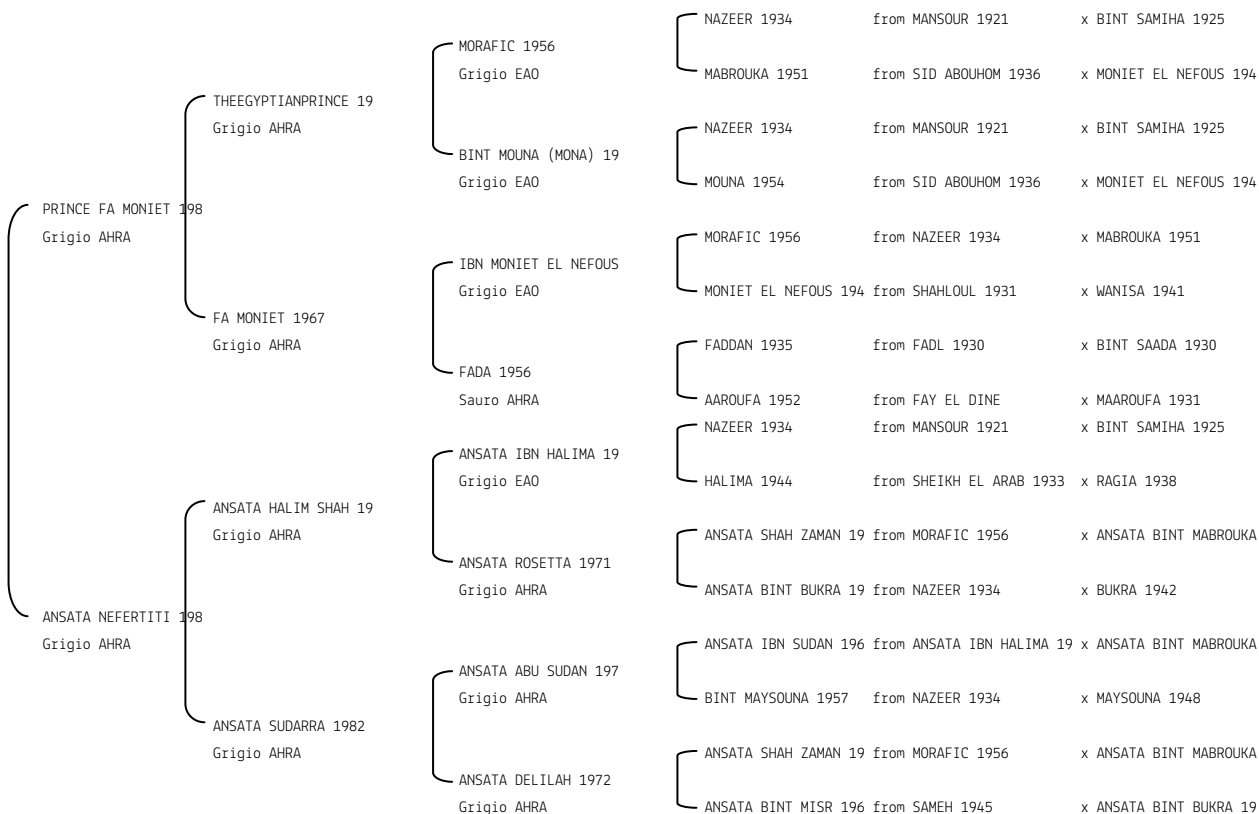 NAZEER 1934 from MANSOUR 1921 x BINT SAMIHA 1925
MORAFIC 1956
Grigio EAO MABROUKA 1951 from SID ABOUHOM 1936 x MONIET EL NEFOUS 194
THEEGYPTIANPRINCE 19
Grigio AHRA NAZEER 1934 from MANSOUR 1921 x BINT SAMIHA 1925
BINT MOUNA (MONA) 19
Grigio EAO MOUNA 1954 from SID ABOUHOM 1936 x MONIET EL NEFOUS 194
PRINCE FA MONIET 198
Grigio AHRA MORAFIC 1956 from NAZEER 1934 x MABROUKA 1951
IBN MONIET EL NEFOUS
Grigio EAO MONIET EL NEFOUS 194 from SHAHLOUL 1931 x WANISA 1941
FA MONIET 1967
Grigio AHRA FADDAN 1935 from FADL 1930 x BINT SAADA 1930
FADA 1956
Sauro AHRA AAROUFA 1952 from FAY EL DINE x MAAROUFA 1931
NAZEER 1934 from MANSOUR 1921 x BINT SAMIHA 1925
ANSATA IBN HALIMA 19
Grigio EAO HALIMA 1944 from SHEIKH EL ARAB 1933 x RAGIA 1938
ANSATA HALIM SHAH 19
Grigio AHRA ANSATA SHAH ZAMAN 19 from MORAFIC 1956 x ANSATA BINT MABROUKA
ANSATA ROSETTA 1971
Grigio AHRA ANSATA BINT BUKRA 19 from NAZEER 1934 x BUKRA 1942
ANSATA NEFERTITI 198
Grigio AHRA ANSATA IBN SUDAN 196 from ANSATA IBN HALIMA 19 x ANSATA BINT MABROUKA
ANSATA ABU SUDAN 197
Grigio AHRA BINT MAYSOUNA 1957 from NAZEER 1934 x MAYSOUNA 1948
ANSATA SUDARRA 1982
Grigio AHRA ANSATA SHAH ZAMAN 19 from MORAFIC 1956 x ANSATA BINT MABROUKA
ANSATA DELILAH 1972
Grigio AHRA ANSATA BINT MISR 196 from SAMEH 1945 x ANSATA BINT BUKRA 19